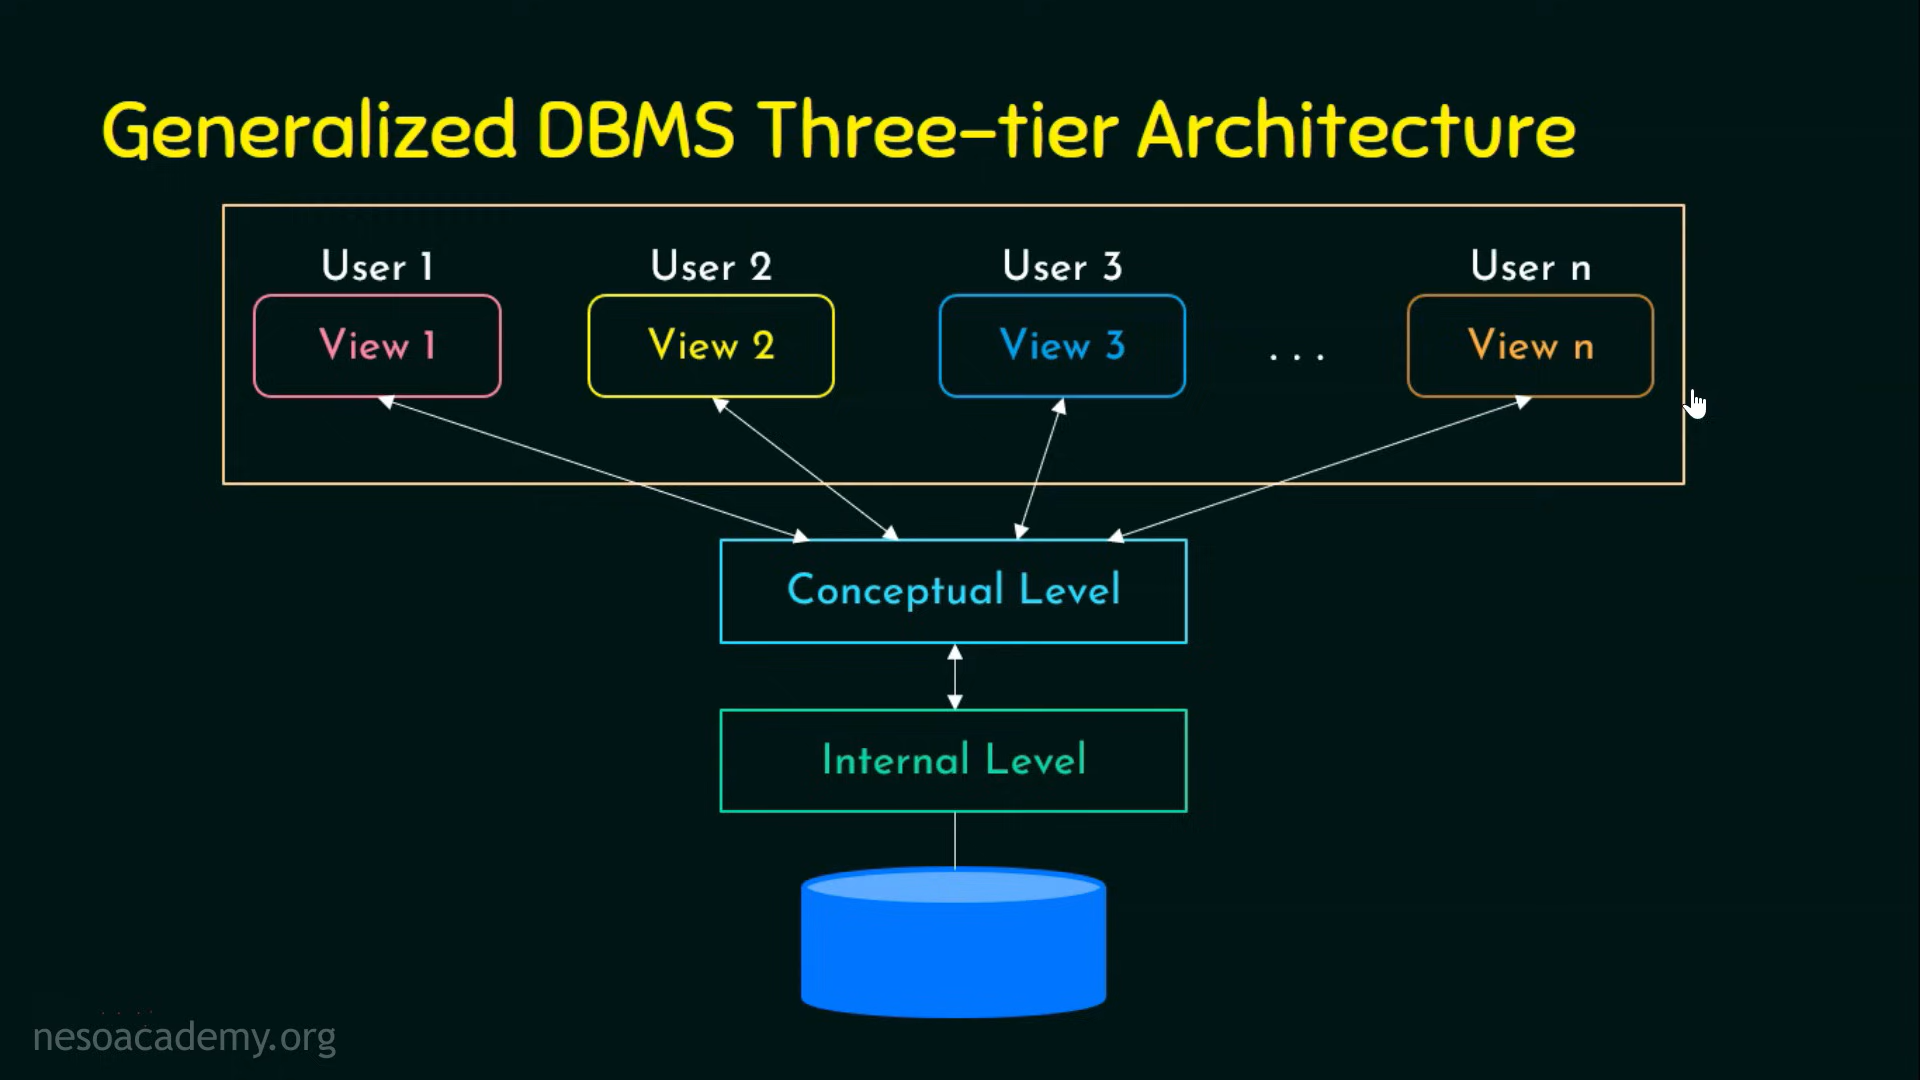 Generalized DBMS Three-tier Architecture
User 1 User 2 User 3 User n
View 1 View 2 View 3 ... View n
Conceptual Level
Internal Level
nesoacademy.org